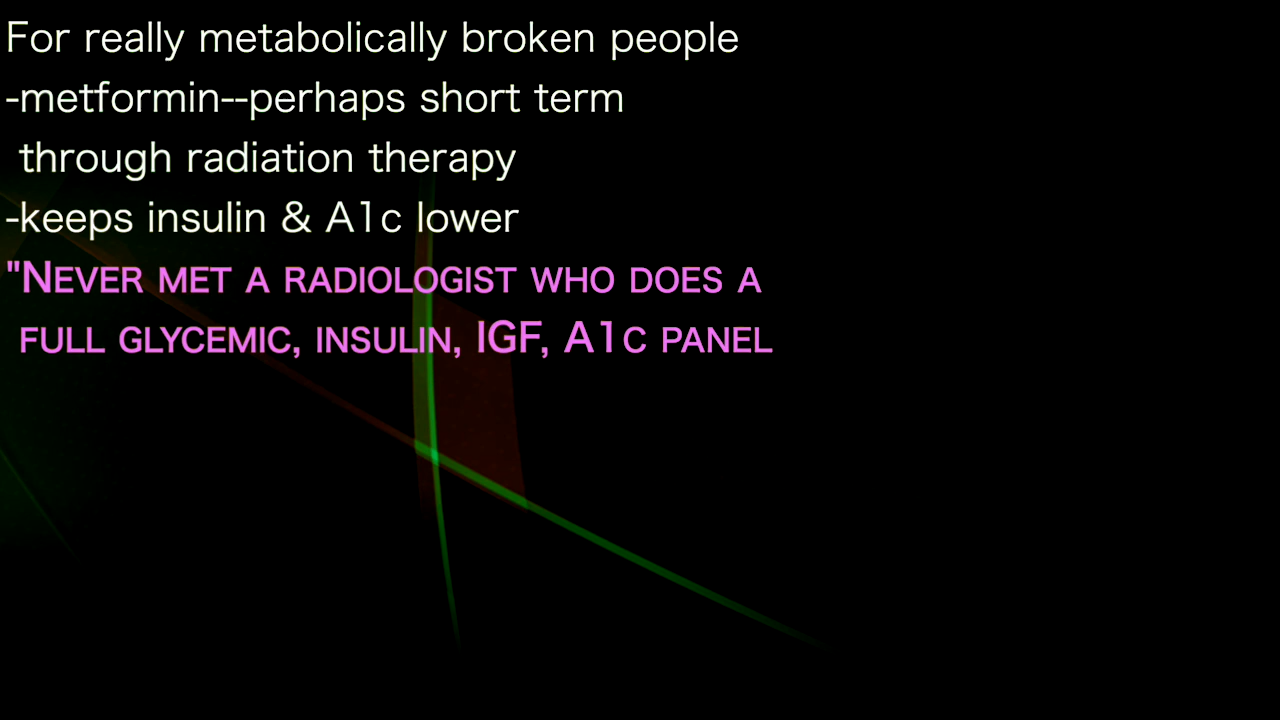 For really metabolically broken people
-metformin--perhaps short term
through radiation therapy
-keeps insulin & A1c lower
"NEVER MET A RADIOLOGIST WHO DOES A
FULL GLYCEMIC, INSULIN, IGF, A1C PANEL